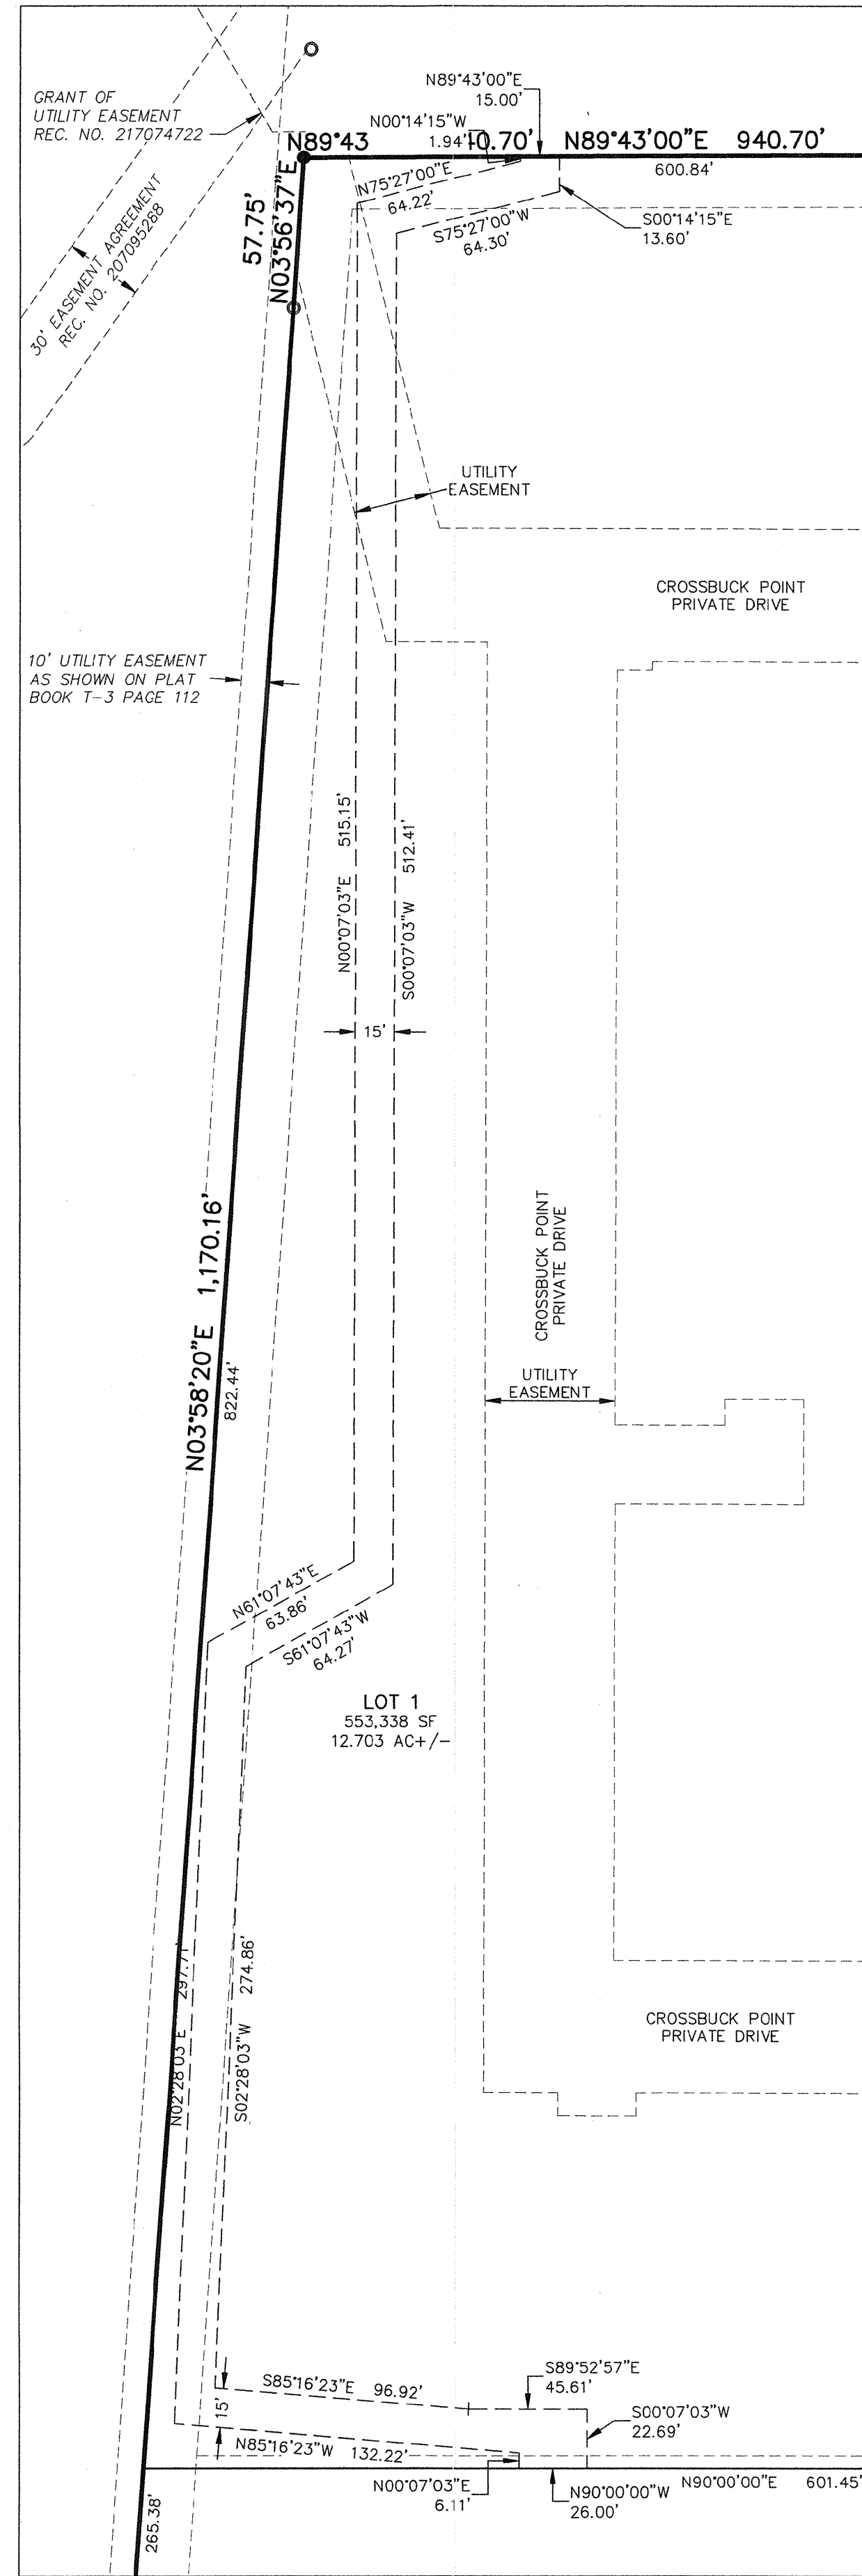 GRANT OF
UTILITY EASEMENT
REC. NO. 217074722
30' EASEMENT AGREEMENT
REC. NO. 207095288
N89°43'00"E
15.00'
N00°14'15"W
1.94'
N89°43
40.70'
N89°43'00"E 940.70'
600.84'
57.75'
N03°56'37"E
N75°27'00"E
64.22'
S75°27'00"W
64.30'
S00°14'15"E
13.60'
UTILITY
EASEMENT
CROSSBUCK POINT
PRIVATE DRIVE
10' UTILITY EASEMENT
AS SHOWN ON PLAT
BOOK T-3 PAGE 112
N00°07'03"E 515.15'
S00°07'03"W 512.41'
15'
N03°58'20"E 1,170.16'
822.44'
CROSSBUCK POINT
PRIVATE DRIVE
UTILITY
EASEMENT
N61°07'43"E
63.86'
S61°07'43"W
64.27'
LOT 1
553,338 SF
12.703 AC+/-
N02°28'03"E 297.71'
S02°28'03"W 274.86'
CROSSBUCK POINT
PRIVATE DRIVE
S85°16'23"E 96.92'
S89°52'57"E
45.61'
15'
S00°07'03"W
22.69'
N85°16'23"W 132.22'
N00°07'03"E
6.11'
N90°00'00"W
26.00'
N90°00'00"E 601.45'
265.38'